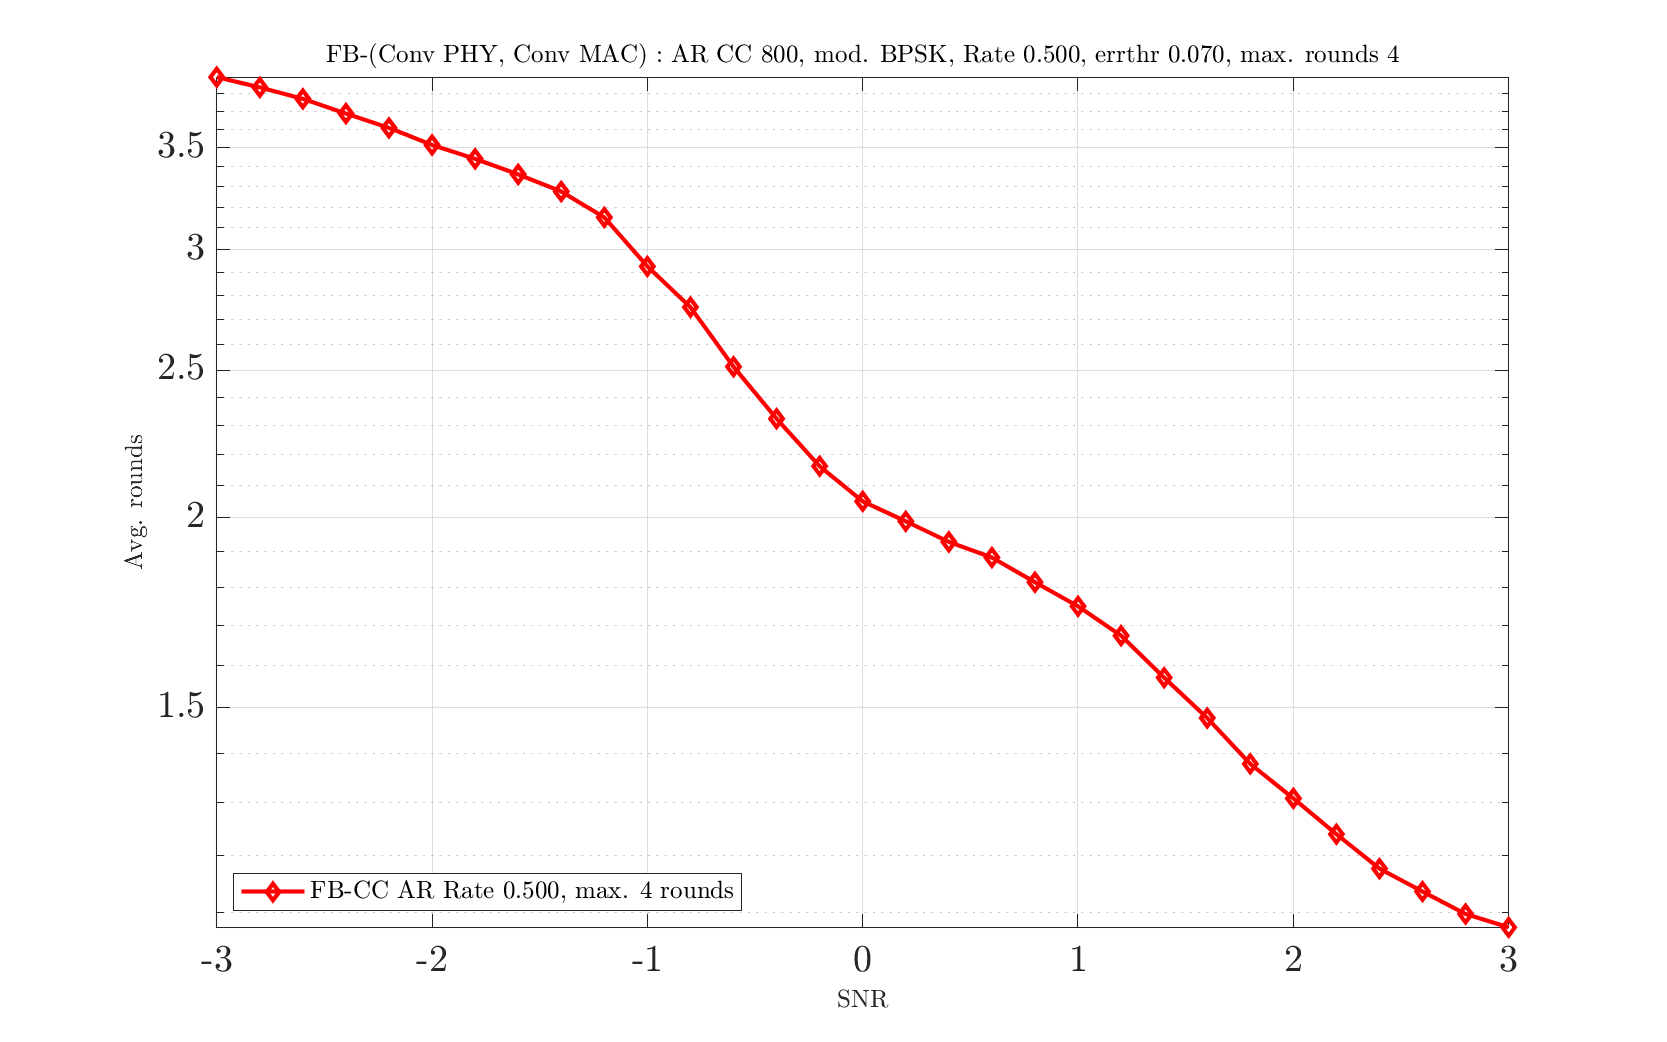 FB-(Conv PHY, Conv MAC) : AR CC 800, mod. BPSK, Rate 0.500, errthr 0.070, max. rounds 4
3.5
3
2.5
2
1.5
Avg. rounds
FB-CC AR Rate 0.500, max. 4 rounds
-3 -2 -1 0 1 2 3
SNR